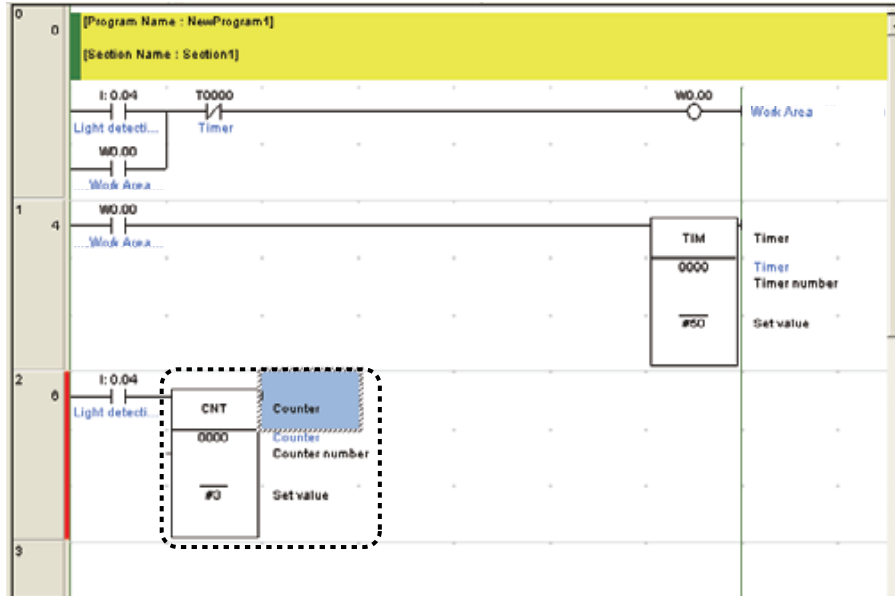 0
0
[Program Name : NewProgram1]
[Section Name : Section1]
I: 0.04
T0000
W0.00
Light detecti...
Timer
Work Area
W0.00
Work Area
1
4
W0.00
Work Area
TIM
Timer
0000
Timer
Timer number
#50
Set value
2
6
I: 0.04
Light detecti...
CNT
Counter
0000
Counter
Counter number
#3
Set value
3